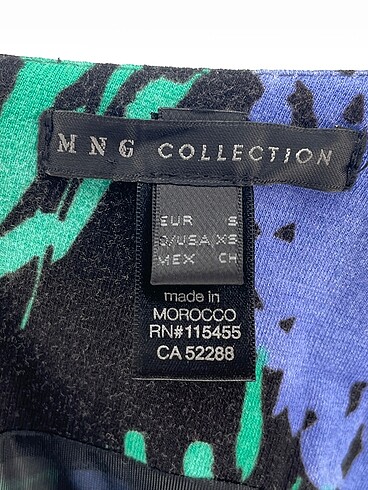 MNG COLLECTION
EUR S
O/USA XS
MEX CH
made in
MOROCCO
RN#115455
CA 52288